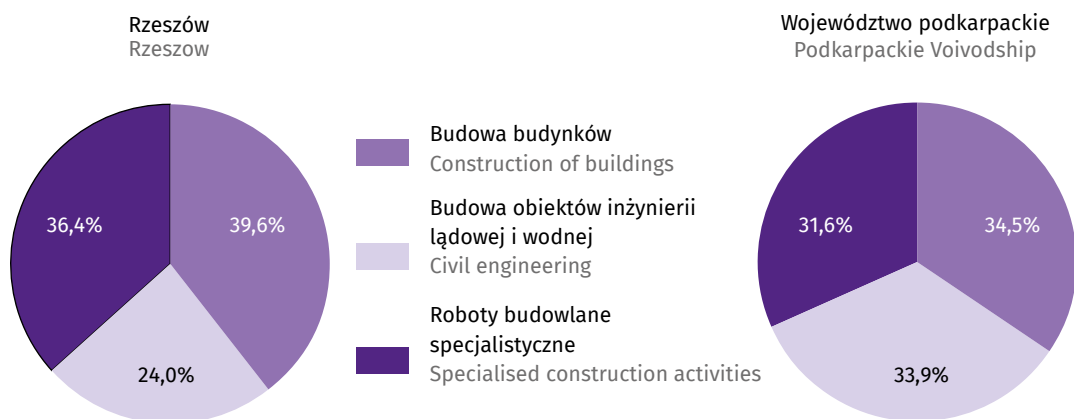 Rzeszów
Rzeszow
36,4%
39,6%
24,0%
Budowa budynków
Construction of buildings
Budowa obiektów inżynierii
lądowej i wodnej
Civil engineering
Roboty budowlane
specjalistyczne
Specialised construction activities
Województwo podkarpackie
Podkarpackie Voivodship
31,6%
34,5%
33,9%